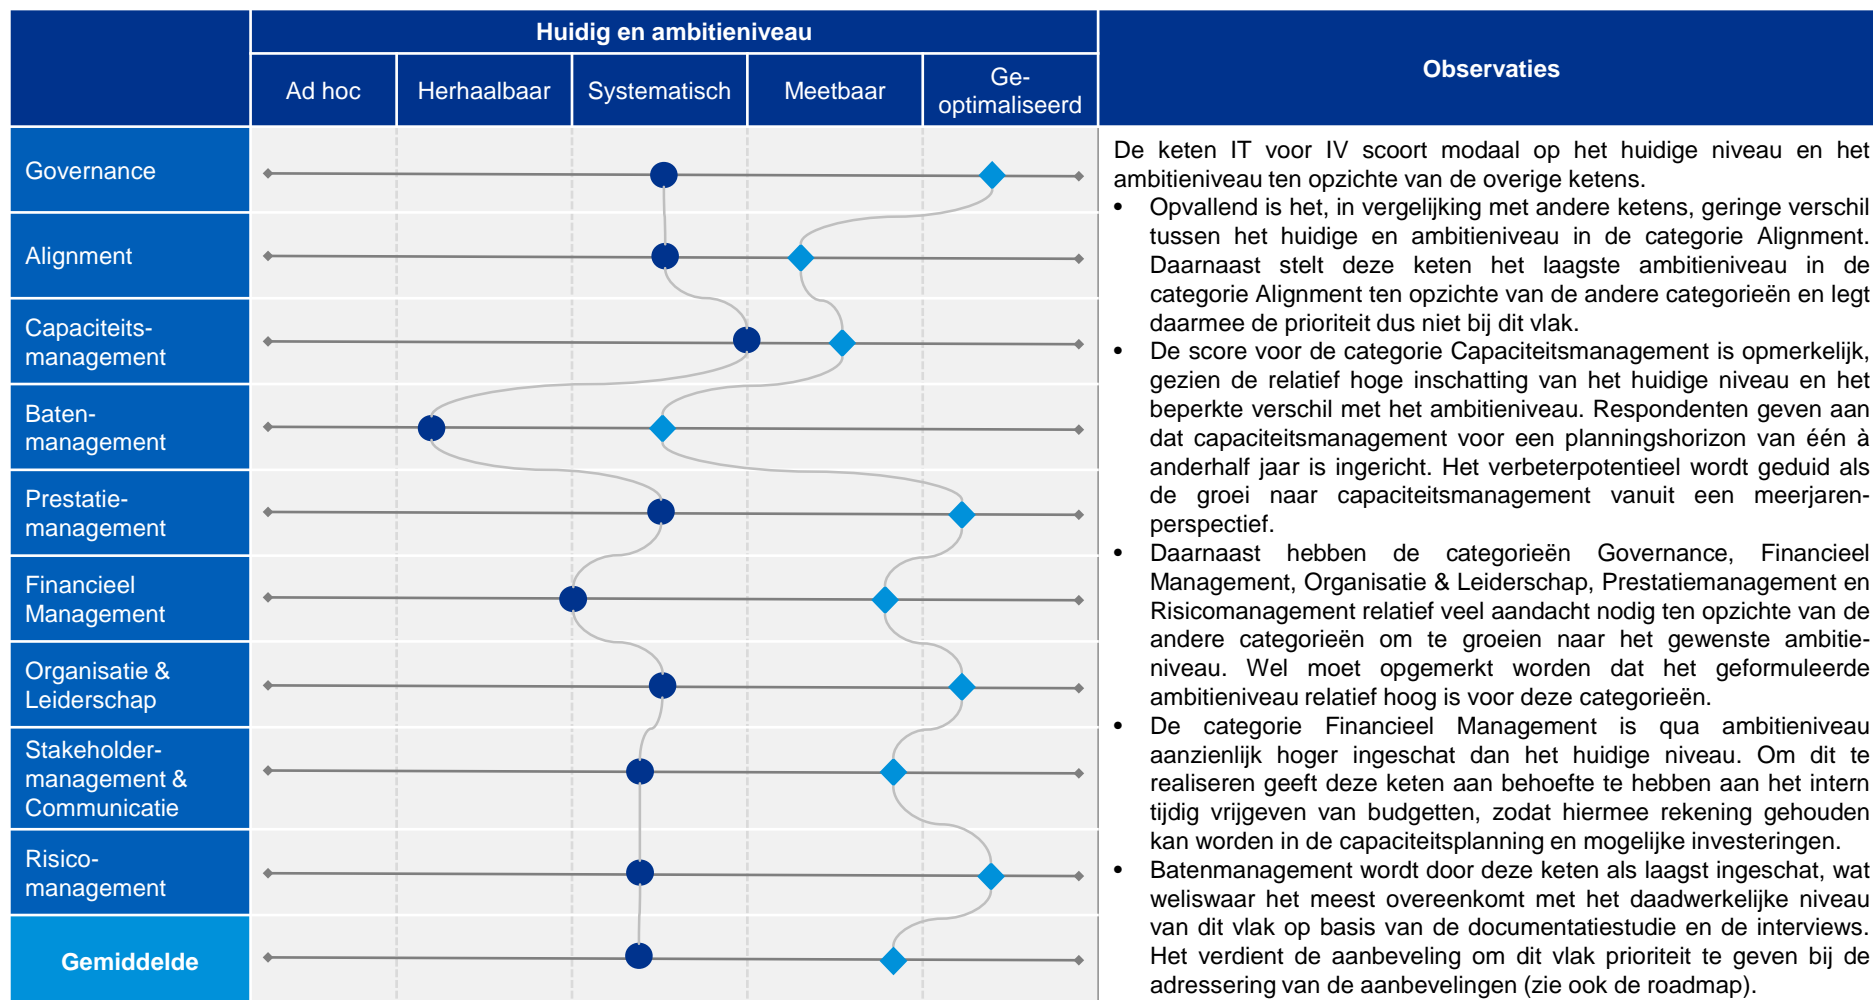 Huidig en ambitieniveau
Observaties
Ad hoc
Herhaalbaar
Systematisch
Meetbaar
Ge-
optimaliseerd
Governance
Alignment
Capaciteits-
management
Baten-
management
Prestatie-
management
Financieel
Management
Organisatie &
Leiderschap
Stakeholder-
management &
Communicatie
Risico-
management
Gemiddelde
De keten IT voor IV scoort modaal op het huidige niveau en het
ambitieniveau ten opzichte van de overige ketens.
• Opvallend is het, in vergelijking met andere ketens, geringe verschil
tussen het huidige en ambitieniveau in de categorie Alignment.
Daarnaast stelt deze keten het laagste ambitieniveau in de
categorie Alignment ten opzichte van de andere categorieën en legt
daarmee de prioriteit dus niet bij dit vlak.
• De score voor de categorie Capaciteitsmanagement is opmerkelijk,
gezien de relatief hoge inschatting van het huidige niveau en het
beperkte verschil met het ambitieniveau. Respondenten geven aan
dat capaciteitsmanagement voor een planningshorizon van één à
anderhalf jaar is ingericht. Het verbeterpotentieel wordt geduid als
de groei naar capaciteitsmanagement vanuit een meerjaren-
perspectief.
• Daarnaast hebben de categorieën Governance, Financieel
Management, Organisatie & Leiderschap, Prestatiemanagement en
Risicomanagement relatief veel aandacht nodig ten opzichte van de
andere categorieën om te groeien naar het gewenste ambitie-
niveau. Wel moet opgemerkt worden dat het geformuleerde
ambitieniveau relatief hoog is voor deze categorieën.
• De categorie Financieel Management is qua ambitieniveau
aanzienlijk hoger ingeschat dan het huidige niveau. Om dit te
realiseren geeft deze keten aan behoefte te hebben aan het intern
tijdig vrijgeven van budgetten, zodat hiermee rekening gehouden
kan worden in de capaciteitsplanning en mogelijke investeringen.
• Batenmanagement wordt door deze keten als laagst ingeschat, wat
weliswaar het meest overeenkomt met het daadwerkelijke niveau
van dit vlak op basis van de documentatiestudie en de interviews.
Het verdient de aanbeveling om dit vlak prioriteit te geven bij de
adressering van de aanbevelingen (zie ook de roadmap).